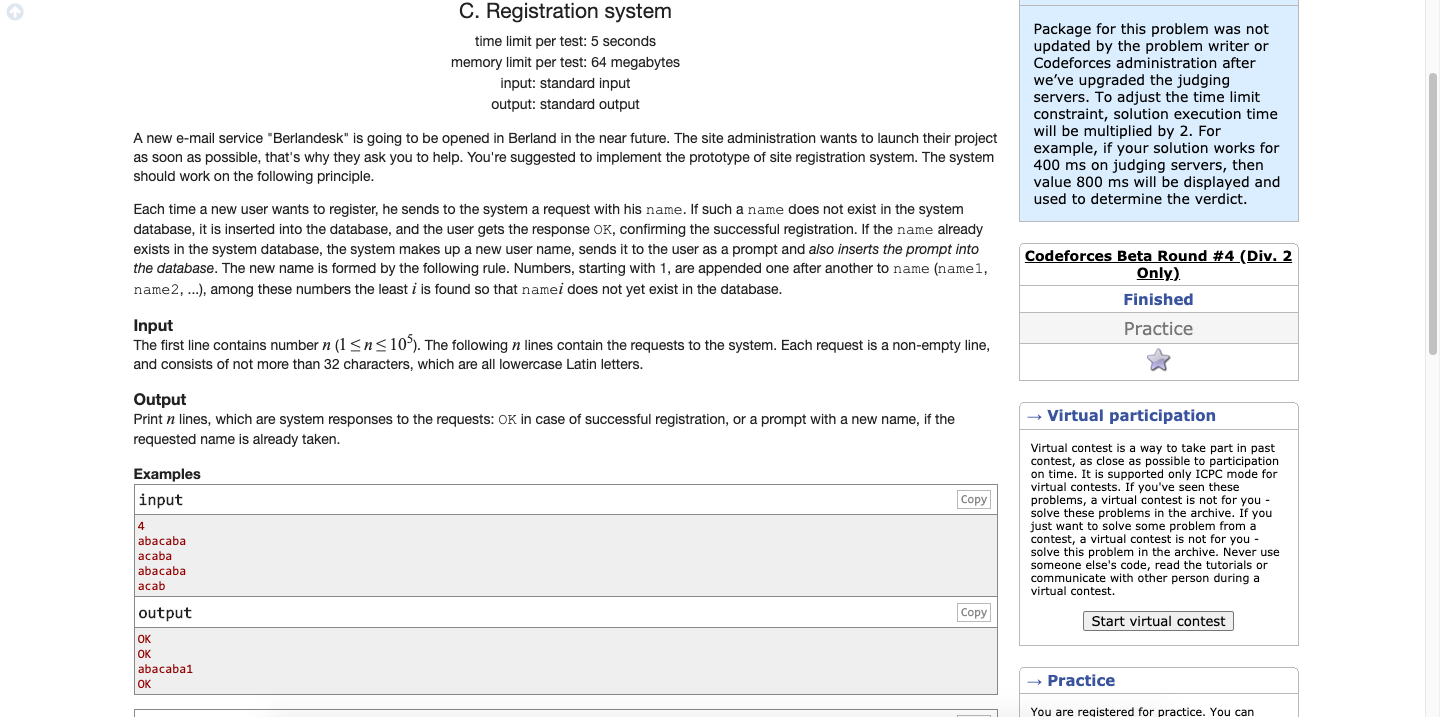 C. Registration system
time limit per test: 5 seconds
memory limit per test: 64 megabytes
input: standard input
output: standard output
A new e-mail service "Berlandesk" is going to be opened in Berland in the near future. The site administration wants to launch their project
as soon as possible, that's why they ask you to help. You're suggested to implement the prototype of site registration system. The system
should work on the following principle.
Each time a new user wants to register, he sends to the system a request with his name. If such a name does not exist in the system
database, it is inserted into the database, and the user gets the response OK, confirming the successful registration. If the name already
exists in the system database, the system makes up a new user name, sends it to the user as a prompt and also inserts the prompt into
the database. The new name is formed by the following rule. Numbers, starting with 1, are appended one after another to name (name1,
name2, ...), among these numbers the least i is found so that namei does not yet exist in the database.
Input
The first line contains number n (1 ≤ n ≤ 10⁵). The following n lines contain the requests to the system. Each request is a non-empty line,
and consists of not more than 32 characters, which are all lowercase Latin letters.
Output
Print n lines, which are system responses to the requests: OK in case of successful registration, or a prompt with a new name, if the
requested name is already taken.
Examples
input
Copy
4
abacaba
acaba
abacaba
acab
output
Copy
OK
OK
abacaba1
OK
Package for this problem was not
updated by the problem writer or
Codeforces administration after
we've upgraded the judging
servers. To adjust the time limit
constraint, solution execution time
will be multiplied by 2. For
example, if your solution works for
400 ms on judging servers, then
value 800 ms will be displayed and
used to determine the verdict.
Codeforces Beta Round #4 (Div. 2
Only)
Finished
Practice
→ Virtual participation
Virtual contest is a way to take part in past
contest, as close as possible to participation
on time. It is supported only ICPC mode for
virtual contests. If you've seen these
problems, a virtual contest is not for you -
solve these problems in the archive. If you
just want to solve some problem from a
contest, a virtual contest is not for you -
solve this problem in the archive. Never use
someone else's code, read the tutorials or
communicate with other person during a
virtual contest.
Start virtual contest
→ Practice
You are registered for practice. You can